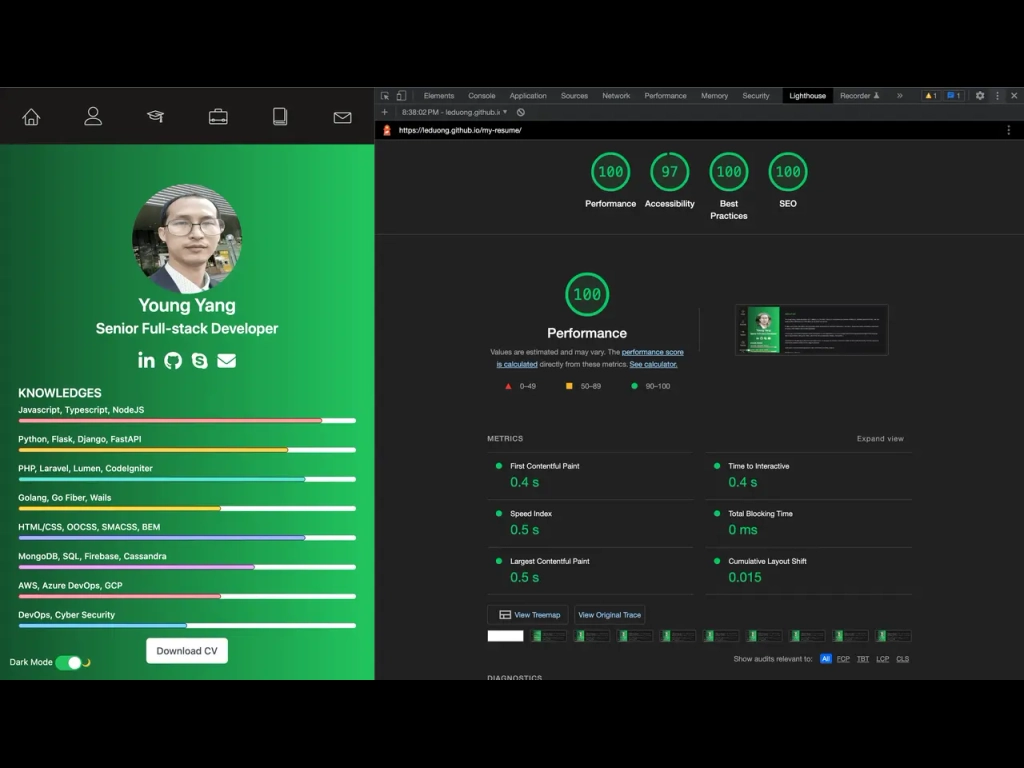 Young Yang
Senior Full-stack Developer
KNOWLEDGES
Javascript, Typescript, NodeJS
Python, Flask, Django, FastAPI
PHP, Laravel, Lumen, CodeIgniter
Golang, Go Fiber, Wails
HTML/CSS, OOCSS, SMACSS, BEM
MongoDB, SQL, Firebase, Cassandra
AWS, Azure DevOps, GCP
DevOps, Cyber Security
Download CV
Dark Mode
Elements Console Application Sources Network Performance Memory Security Lighthouse Recorder 1 1
8:38:02 PM - leduong.github.i
https://leduong.github.io/my-resume/
100 97 100 100
Performance Accessibility Best Practices SEO
100
Performance
Values are estimated and may vary. The performance score
is calculated directly from these metrics. See calculator.
0–49 50–89 90–100
METRICS Expand view
First Contentful Paint Time to Interactive
0.4 s 0.4 s
Speed Index Total Blocking Time
0.5 s 0 ms
Largest Contentful Paint Cumulative Layout Shift
0.5 s 0.015
View Treemap View Original Trace
Show audits relevant to: All FCP TBT LCP CLS
DIAGNOSTICS